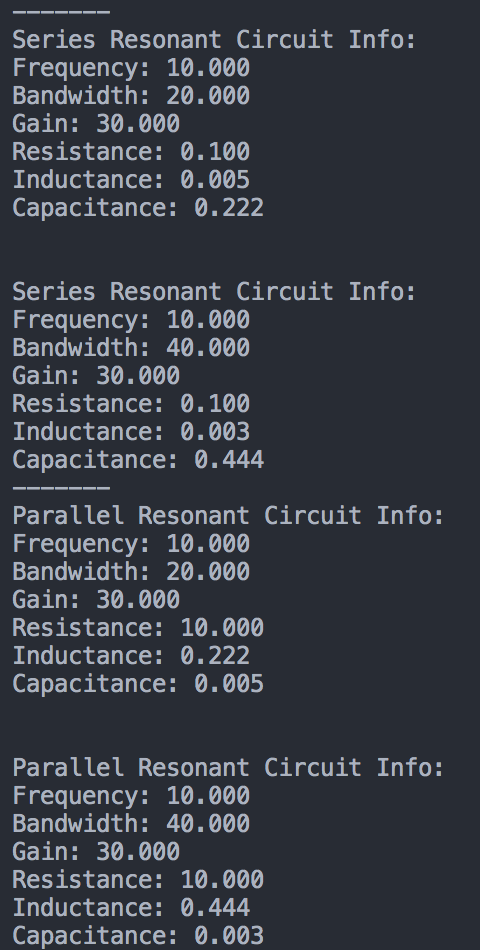 -------
Series Resonant Circuit Info:
Frequency: 10.000
Bandwidth: 20.000
Gain: 30.000
Resistance: 0.100
Inductance: 0.005
Capacitance: 0.222
Series Resonant Circuit Info:
Frequency: 10.000
Bandwidth: 40.000
Gain: 30.000
Resistance: 0.100
Inductance: 0.003
Capacitance: 0.444
-------
Parallel Resonant Circuit Info:
Frequency: 10.000
Bandwidth: 20.000
Gain: 30.000
Resistance: 10.000
Inductance: 0.222
Capacitance: 0.005
Parallel Resonant Circuit Info:
Frequency: 10.000
Bandwidth: 40.000
Gain: 30.000
Resistance: 10.000
Inductance: 0.444
Capacitance: 0.003